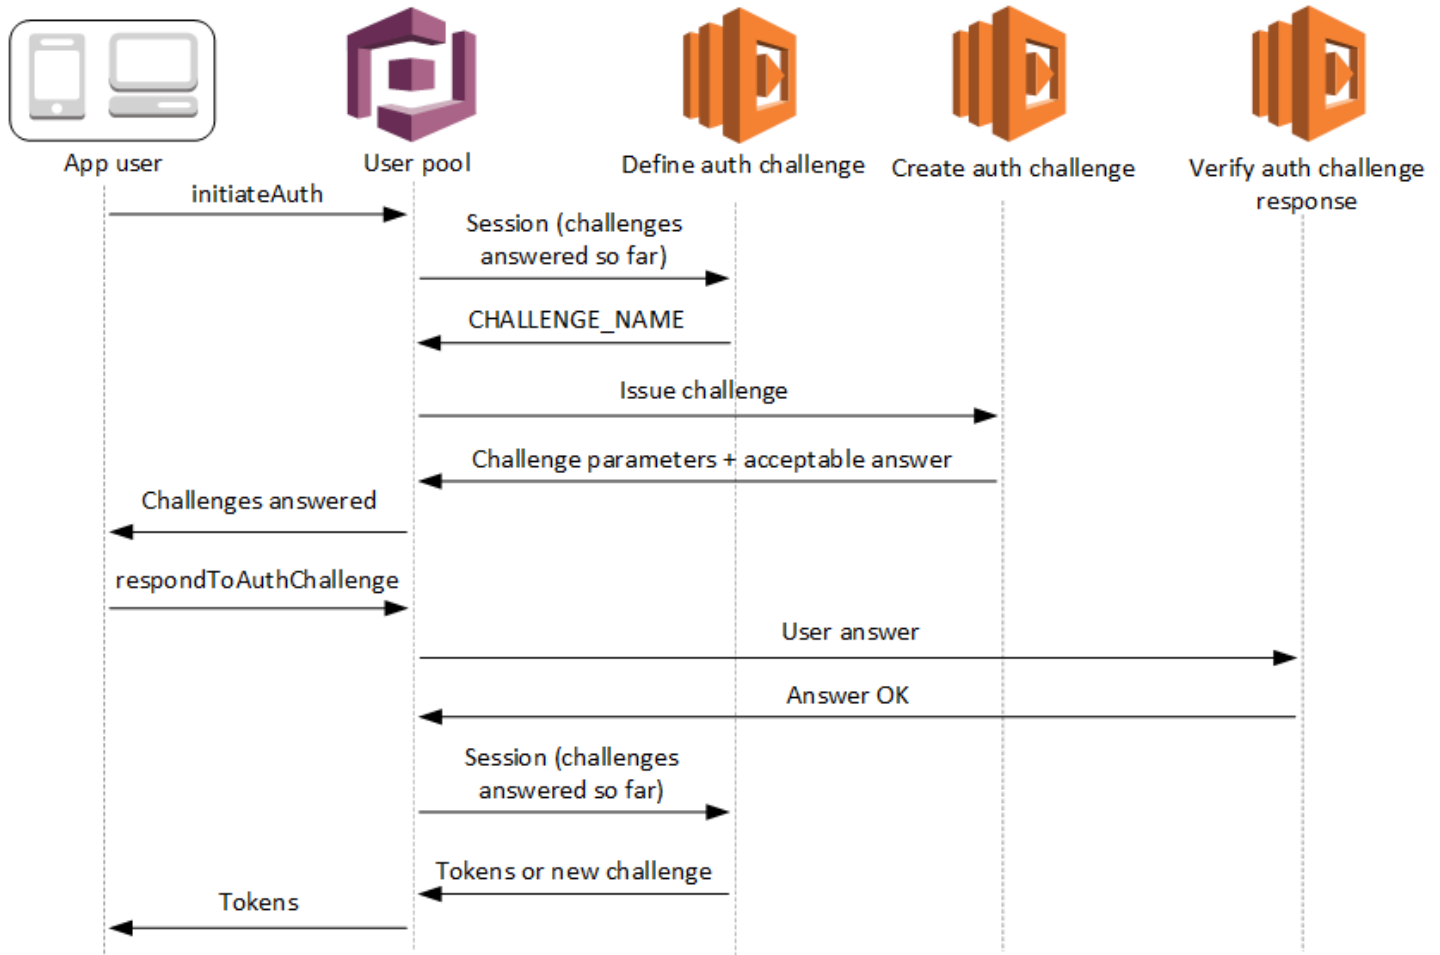 App user
User pool
Define auth challenge
Create auth challenge
Verify auth challenge
response
initiateAuth
Session (challenges
answered so far)
CHALLENGE_NAME
Issue challenge
Challenge parameters + acceptable answer
Challenges answered
respondToAuthChallenge
User answer
Answer OK
Session (challenges
answered so far)
Tokens or new challenge
Tokens